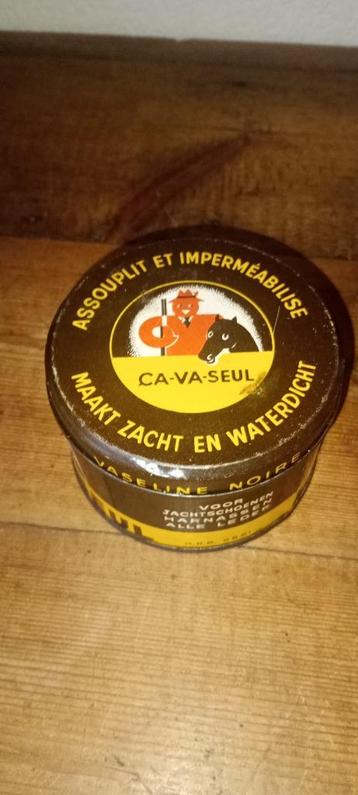 ASSOUPLIT ET IMPERMÉABILISE
CA-VA-SEUL
MAAKT ZACHT EN WATERDICHT
VASELINE NOIRE
VOOR
JACHTSCHOENEN
HARNASSEN
ALLE LEDER